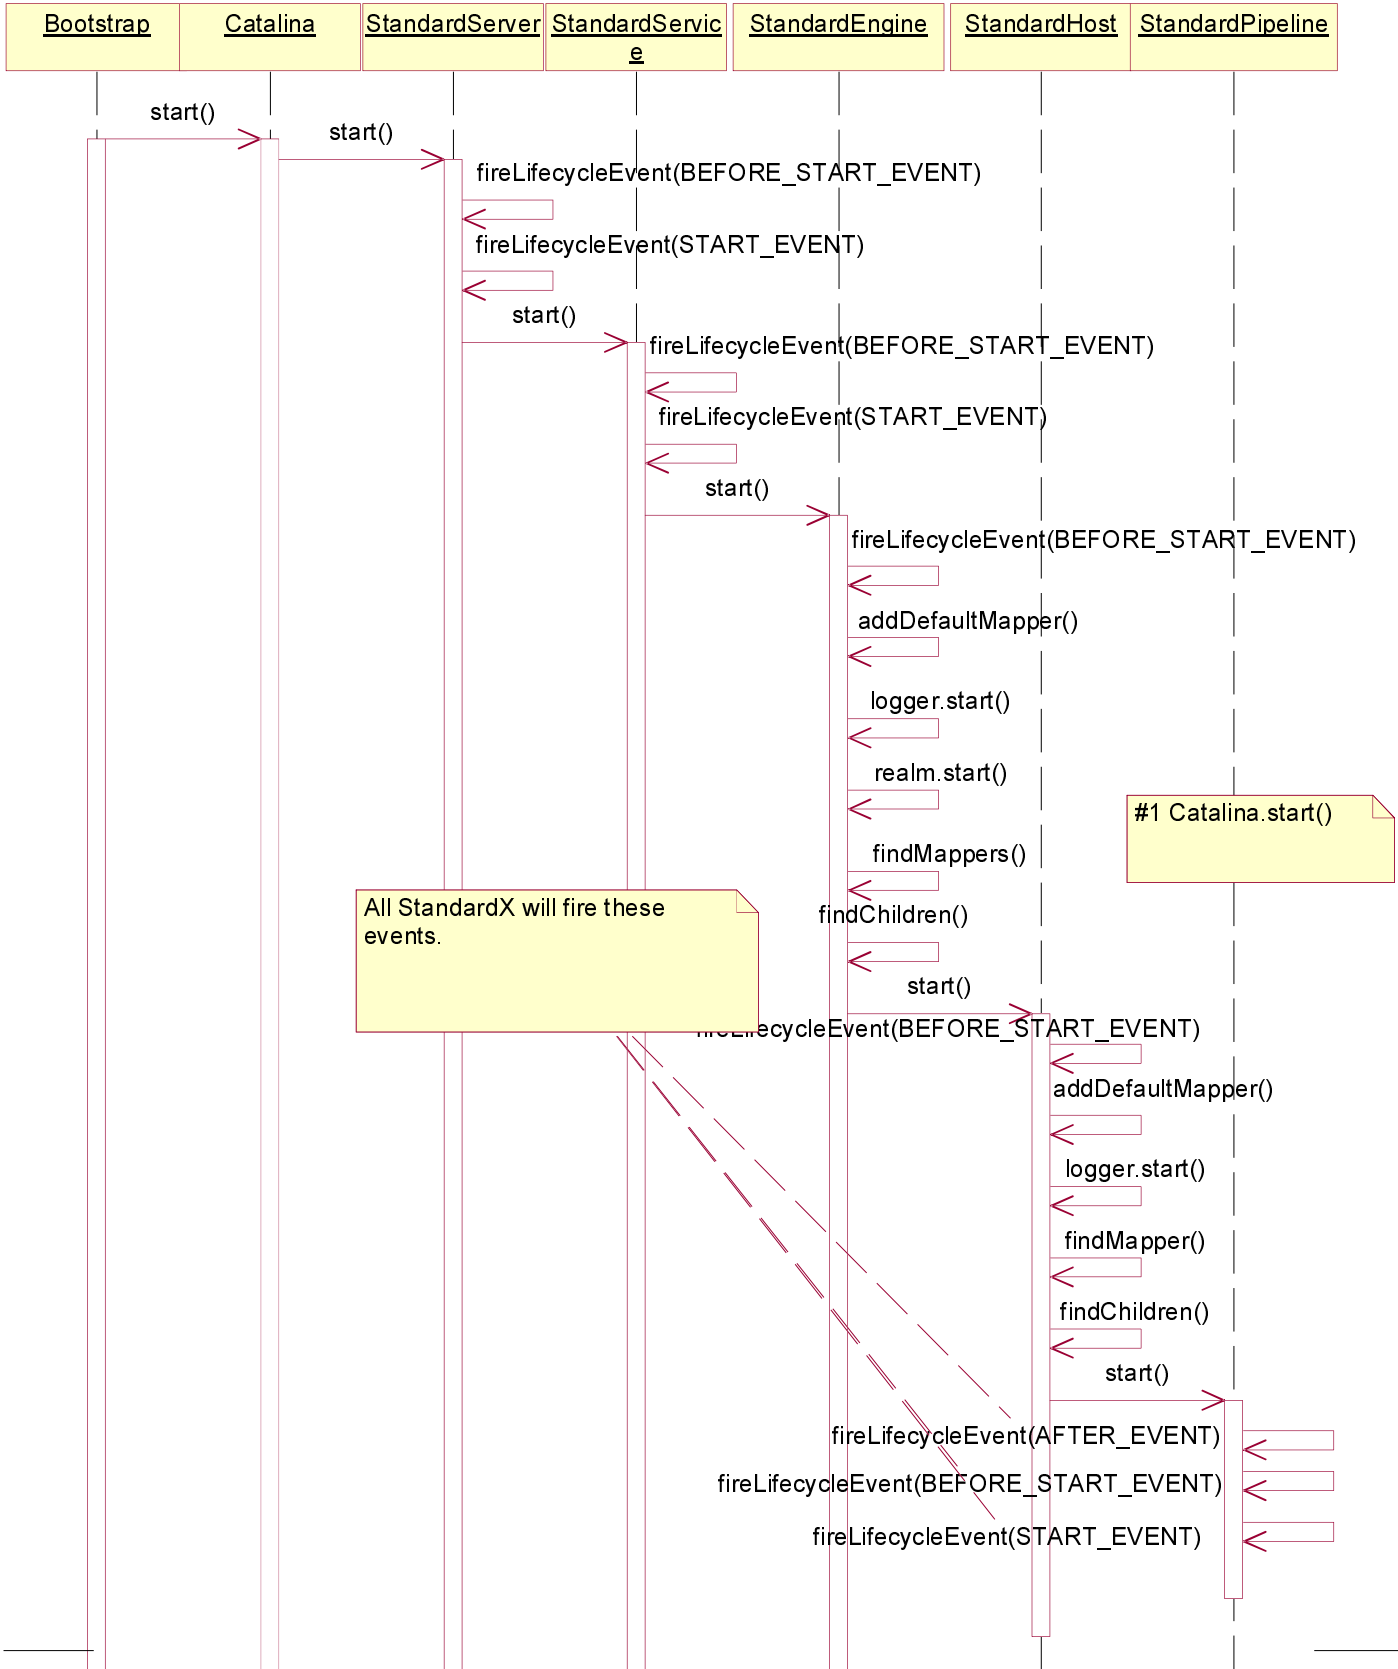 Bootstrap
Catalina
StandardServer
StandardServic
e
StandardEngine
StandardHost
StandardPipeline
start()
start()
fireLifecycleEvent(BEFORE_START_EVENT)
fireLifecycleEvent(START_EVENT)
start()
fireLifecycleEvent(BEFORE_START_EVENT)
fireLifecycleEvent(START_EVENT)
start()
fireLifecycleEvent(BEFORE_START_EVENT)
addDefaultMapper()
logger.start()
realm.start()
#1 Catalina.start()
findMappers()
All StandardX will fire these
events.
findChildren()
start()
fireLifecycleEvent(BEFORE_START_EVENT)
addDefaultMapper()
logger.start()
findMapper()
findChildren()
start()
fireLifecycleEvent(AFTER_EVENT)
fireLifecycleEvent(BEFORE_START_EVENT)
fireLifecycleEvent(START_EVENT)